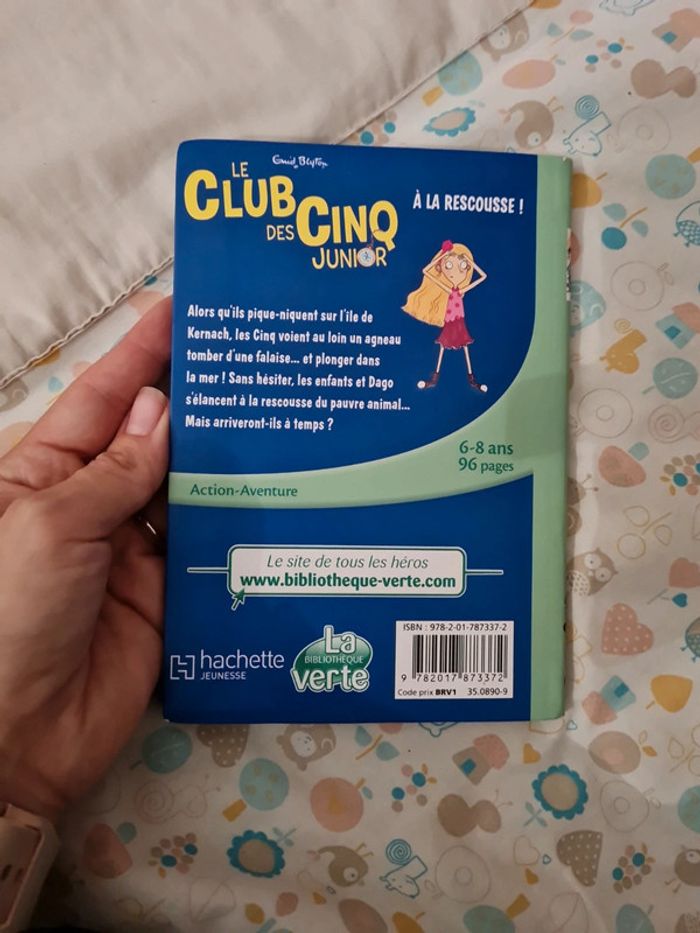 Enid Blyton
LE
CLUB
DES CINQ
JUNIOR
À LA RESCOUSSE !
Alors qu'ils pique-niquent sur l'île de
Kernach, les Cinq voient au loin un agneau
tomber d'une falaise... et plonger dans
la mer ! Sans hésiter, les enfants et Dago
s'élancent à la rescousse du pauvre animal...
Mais arriveront-ils à temps ?
6-8 ans
96 pages
Action-Aventure
Le site de tous les héros
www.bibliotheque-verte.com
hachette
JEUNESSE
La
BIBLIOTHÈQUE
verte
ISBN : 978-2-01-787337-2
9 782017 873372
Code prix BRV1 35.0890-9